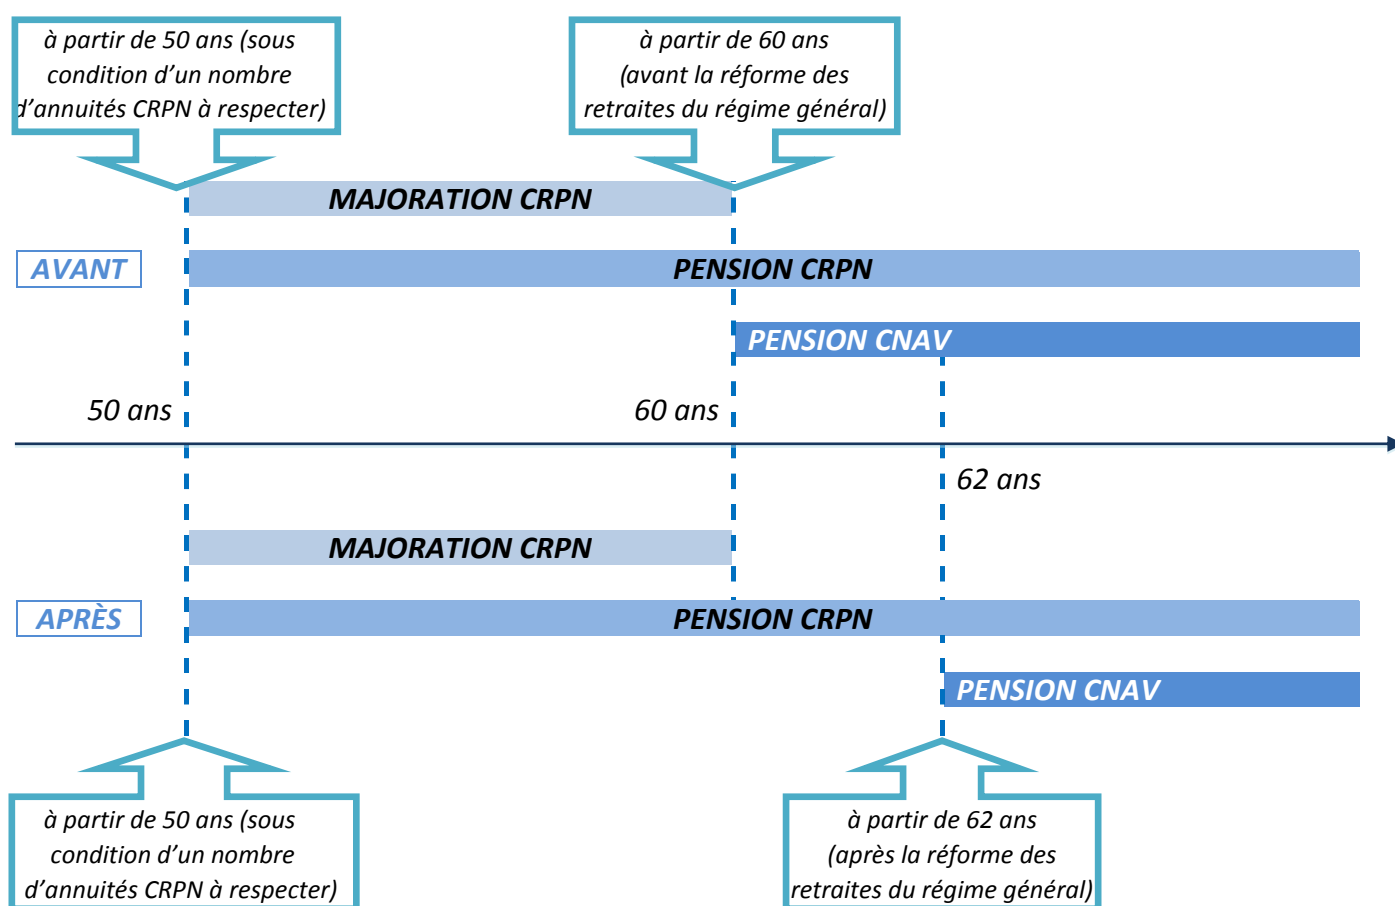 à partir de 50 ans (sous
condition d'un nombre
d'annuités CRPN à respecter)
à partir de 60 ans
(avant la réforme des
retraites du régime général)
MAJORATION CRPN
AVANT
PENSION CRPN
PENSION CNAV
50 ans
60 ans
62 ans
MAJORATION CRPN
APRÈS
PENSION CRPN
PENSION CNAV
à partir de 50 ans (sous
condition d'un nombre
d'annuités CRPN à respecter)
à partir de 62 ans
(après la réforme des
retraites du régime général)